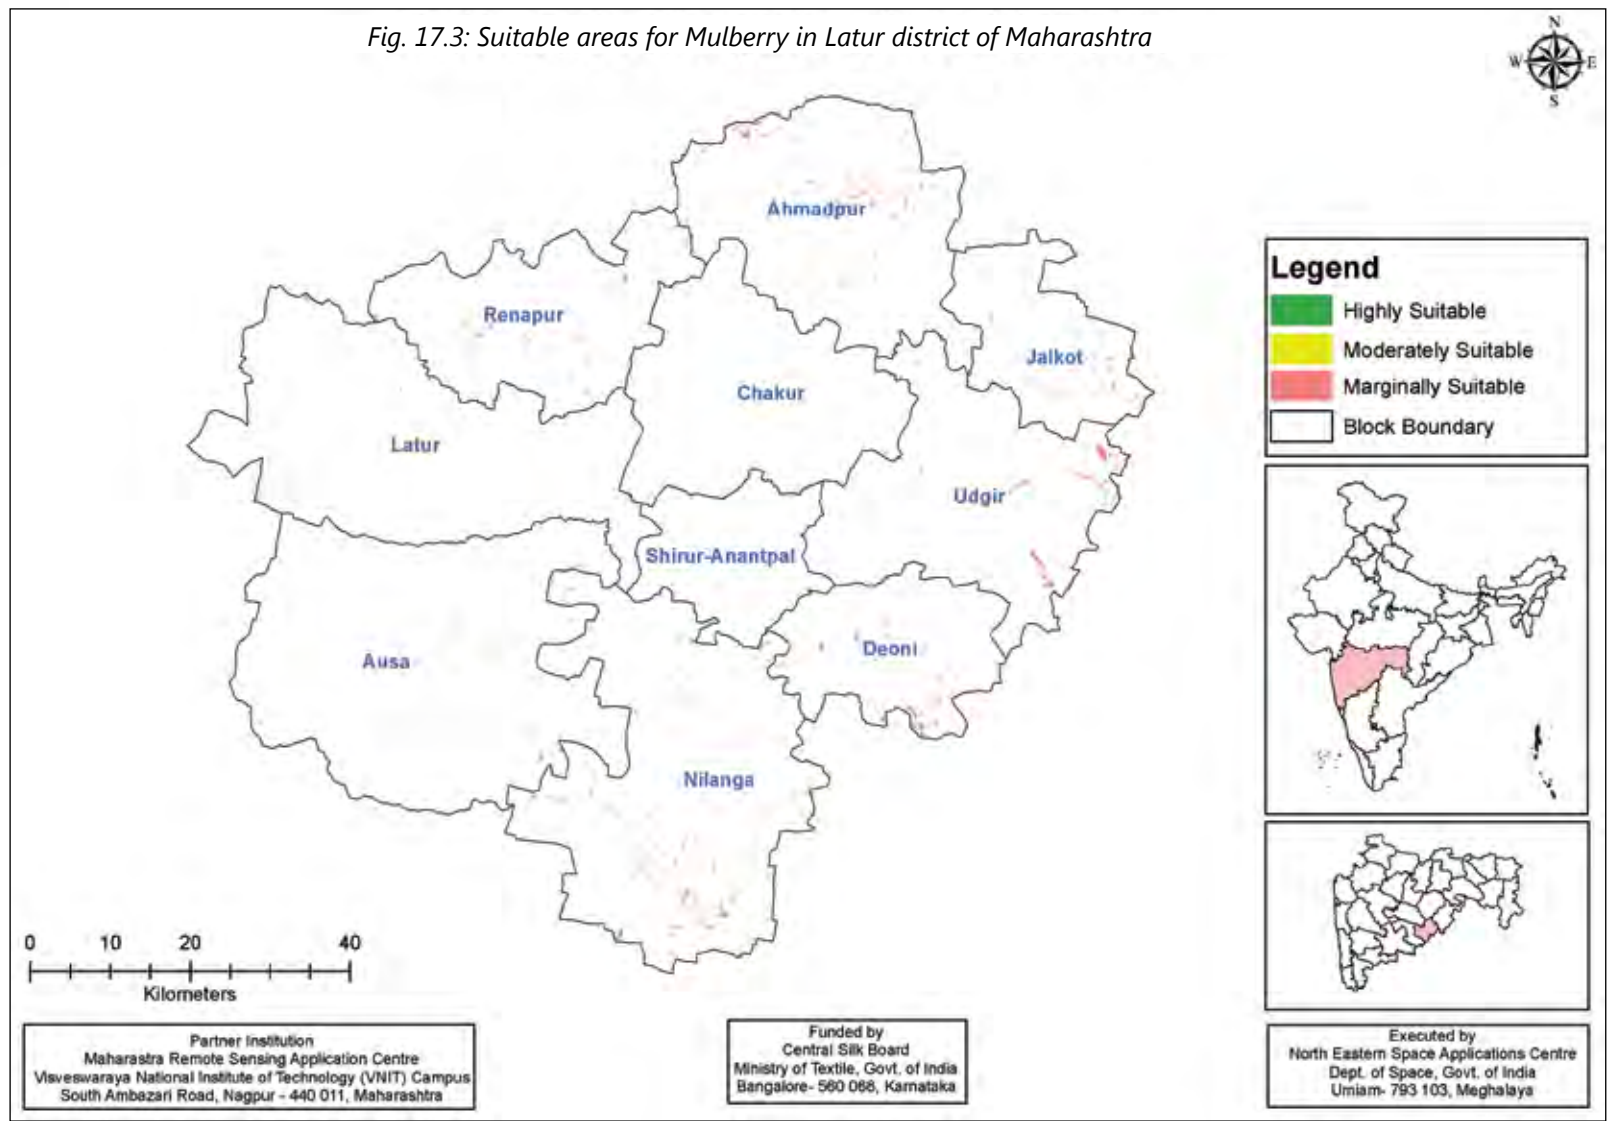 Fig. 17.3: Suitable areas for Mulberry in Latur district of Maharashtra
N
W E
S
Ahmadpur
Renapur
Jalkot
Chakur
Latur
Udgir
Shirur-Anantpal
Deoni
Ausa
Nilanga
Legend
Highly Suitable
Moderately Suitable
Marginally Suitable
Block Boundary
0 10 20 40
Kilometers
Partner Institution
Maharastra Remote Sensing Application Centre
Visveswaraya National Institute of Technology (VNIT) Campus
South Ambazari Road, Nagpur - 440 011, Maharashtra
Funded by
Central Silk Board
Ministry of Textile, Govt. of India
Bangalore- 560 068, Karnataka
Executed by
North Eastern Space Applications Centre
Dept. of Space, Govt. of India
Umiam- 793 103, Meghalaya